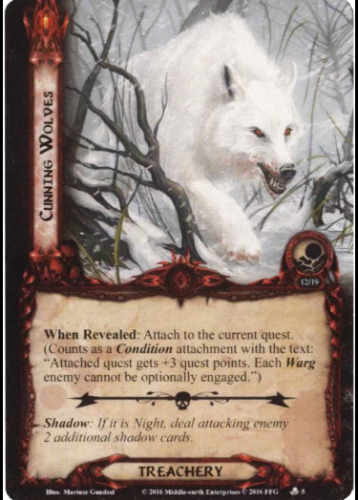 CUNNING WOLVES
12/19
When Revealed: Attach to the current quest.
(Counts as a Condition attachment with the text:
"Attached quest gets +3 quest points. Each Warg
enemy cannot be optionally engaged.")
Shadow: If it is Night, deal attacking enemy
2 additional shadow cards.
TREACHERY
Illus. Mariusz Gandzel
© 2016 Middle-earth Enterprises © 2016 FFG
5